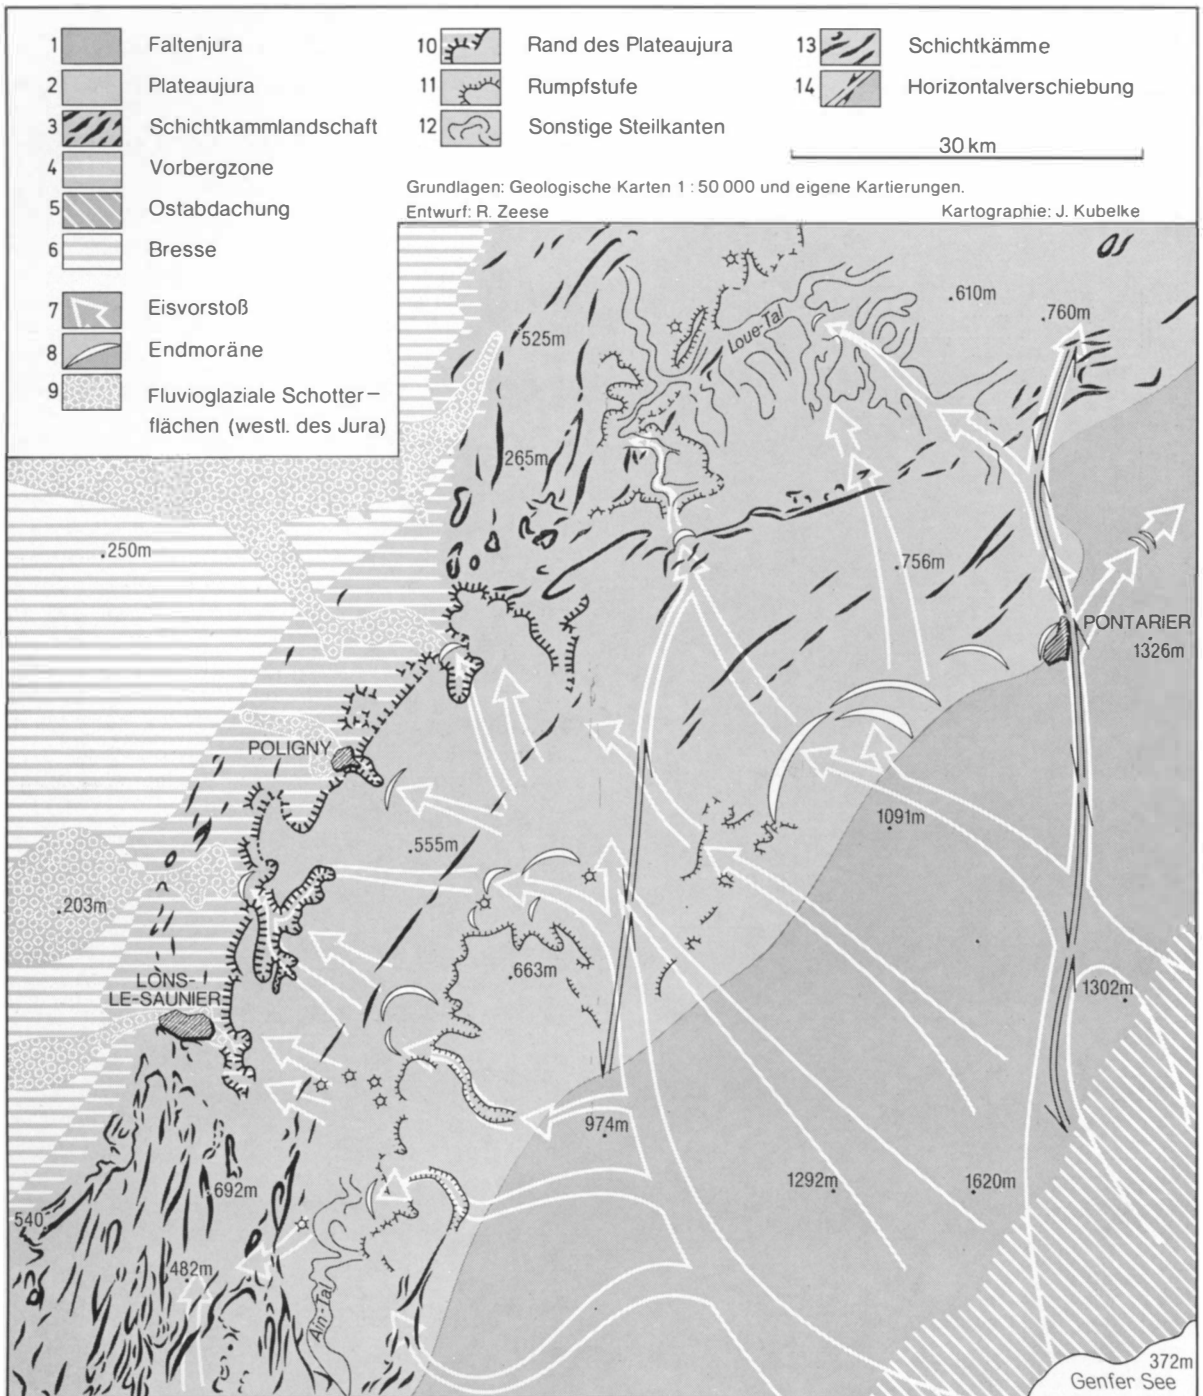 1 Faltenjura
2 Plateaujura
3 Schichtkammlandschaft
4 Vorbergzone
5 Ostabdachung
6 Bresse
7 Eisvorstoß
8 Endmoräne
9 Fluvioglaziale Schotter–
flächen (westl. des Jura)
10 Rand des Plateaujura
11 Rumpfstufe
12 Sonstige Steilkanten
13 Schichtkämme
14 Horizontalverschiebung
30 km
Grundlagen: Geologische Karten 1 : 50 000 und eigene Kartierungen.
Entwurf: R. Zeese
Kartographie: J. Kubelke
.610m
.760m
525m
Loue-Tal
265m
.250m
.756m
PONTARIER
1326m
POLIGNY
1091m
.555m
.203m
.663m
LONS-
LE-SAUNIER
1302m
974m
692m
1292m
1620m
540
482m
Ain-Tal
372m
Genfer See